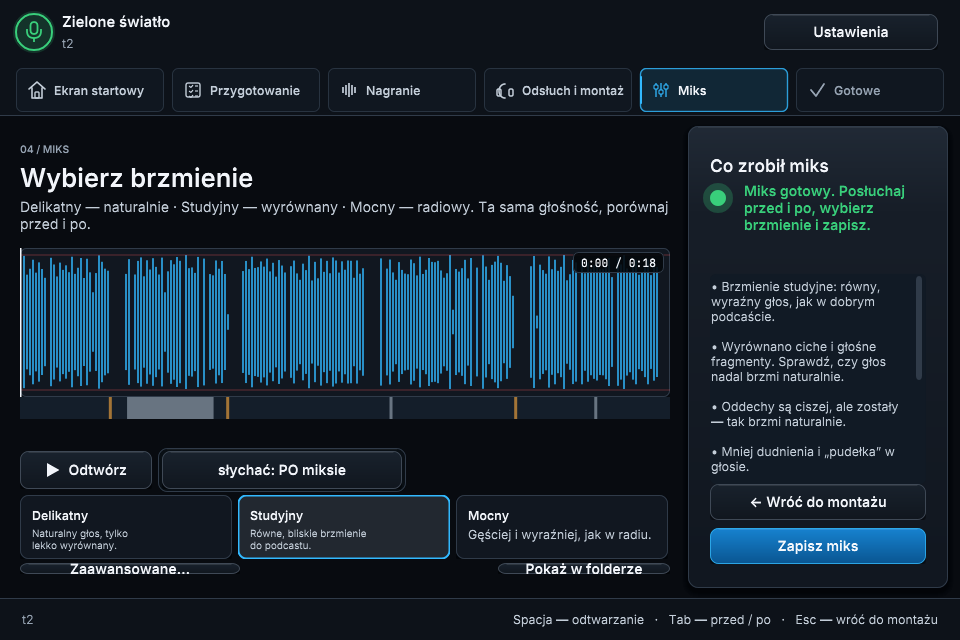 Zielone światło
t2
Ustawienia
Ekran startowy
Przygotowanie
Nagranie
Odsłuch i montaż
Miks
Gotowe
04 / MIKS
Wybierz brzmienie
Delikatny — naturalnie · Studyjny — wyrównany · Mocny — radiowy. Ta sama głośność, porównaj
przed i po.
0:00 / 0:18
Odtwórz
słychać: PO miksie
Delikatny
Naturalny głos, tylko
lekko wyrównany.
Studyjny
Równe, bliskie brzmienie
do podcastu.
Mocny
Gęściej i wyraźniej, jak w radiu.
Zaawansowane...
Pokaż w folderze
Co zrobił miks
Miks gotowy. Posłuchaj
przed i po, wybierz
brzmienie i zapisz.
• Brzmienie studyjne: równy,
wyraźny głos, jak w dobrym
podcaście.
• Wyrównano ciche i głośne
fragmenty. Sprawdź, czy głos
nadal brzmi naturalnie.
• Oddechy są ciszej, ale zostały
— tak brzmi naturalnie.
• Mniej dudnienia i „pudełka” w
głosie.
← Wróć do montażu
Zapisz miks
t2
Spacja — odtwarzanie · Tab — przed / po · Esc — wróć do montażu